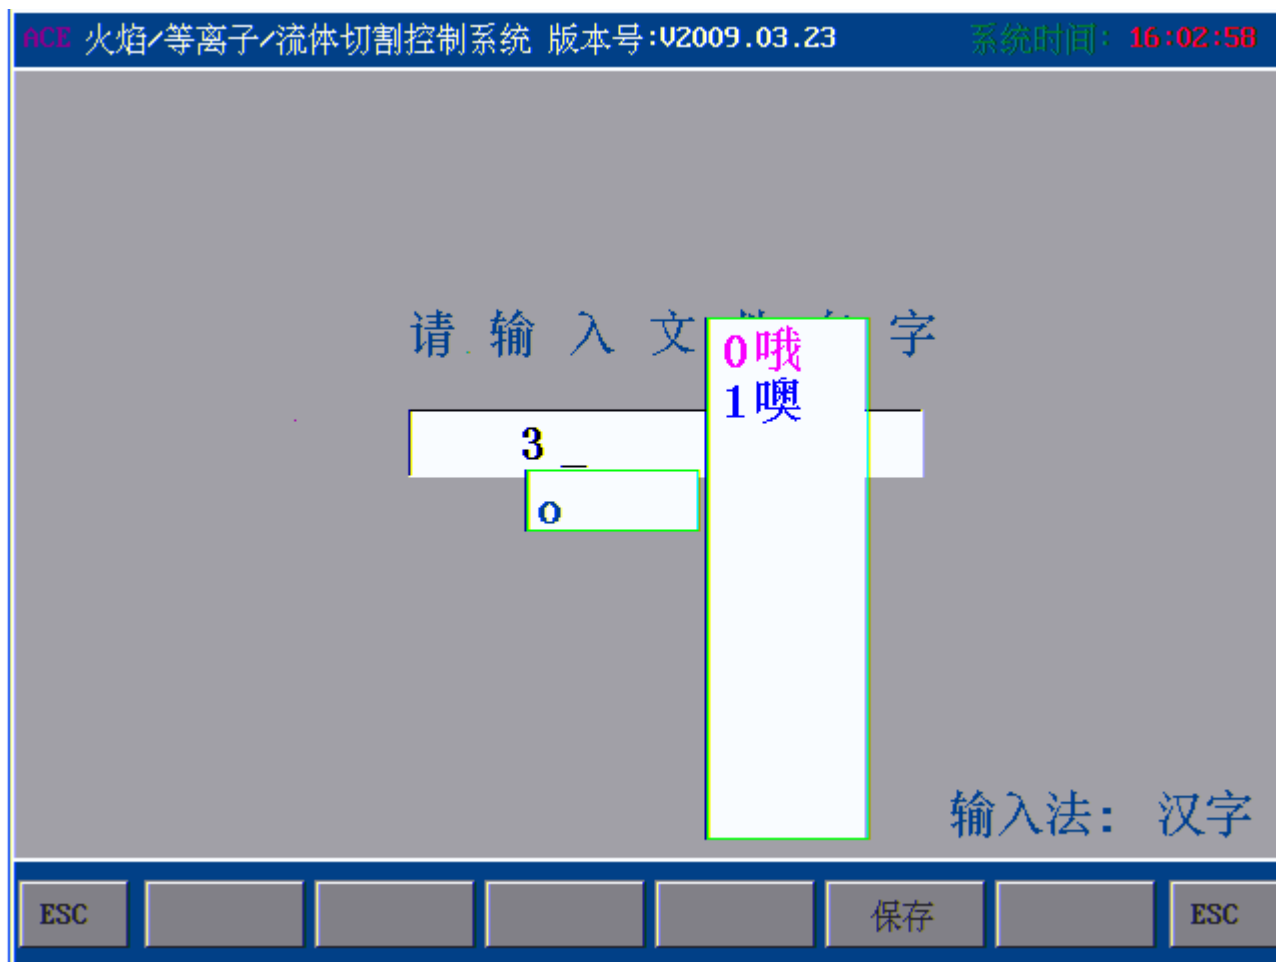 ACE 火焰/等离子/流体切割控制系统 版本号:V2009.03.23 系统时间: 16:02:58
请 输 入 文 字
0哦
1噢
3 _
o
输入法: 汉字
ESC 保存 ESC